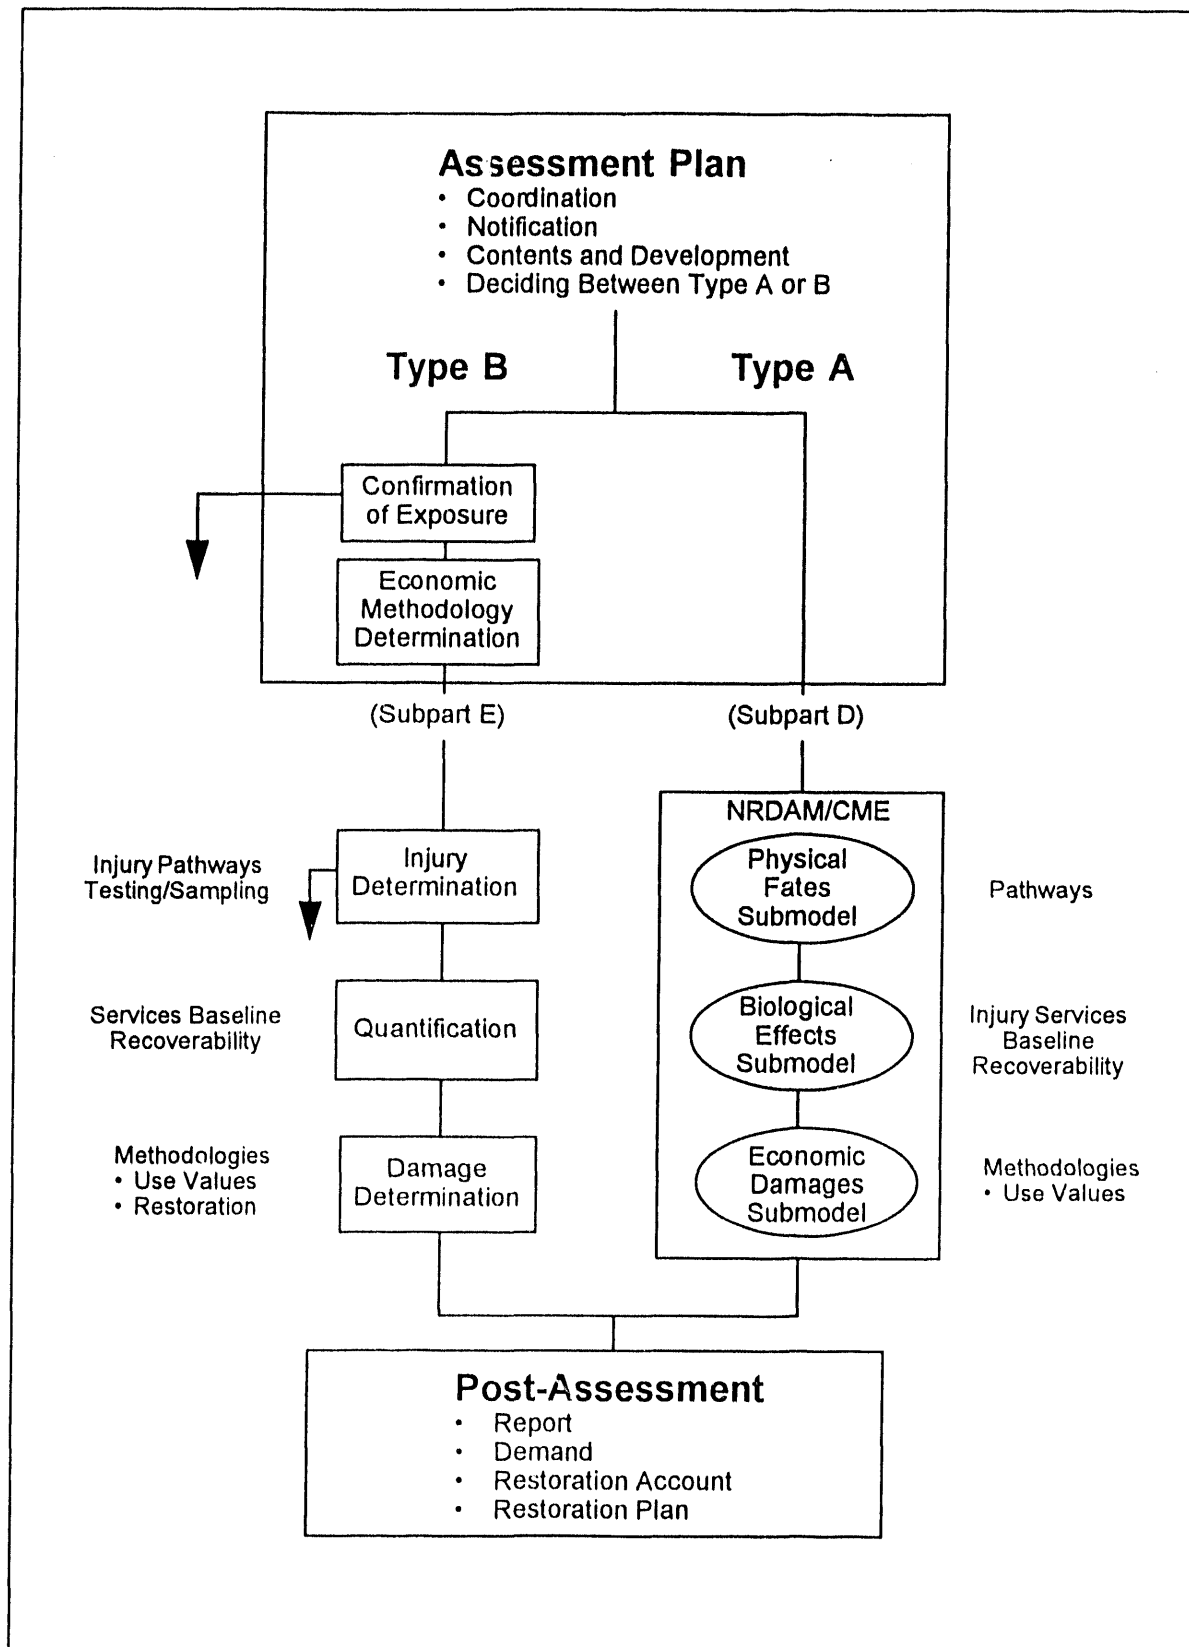 Assessment Plan
• Coordination
• Notification
• Contents and Development
• Deciding Between Type A or B
Type B
Type A
Confirmation
of Exposure
Economic
Methodology
Determination
(Subpart E)
(Subpart D)
NRDAM/CME
Injury Pathways
Testing/Sampling
Injury
Determination
Physical
Fates
Submodel
Pathways
Services Baseline
Recoverability
Quantification
Biological
Effects
Submodel
Injury Services
Baseline
Recoverability
Methodologies
• Use Values
• Restoration
Damage
Determination
Economic
Damages
Submodel
Methodologies
• Use Values
Post-Assessment
• Report
• Demand
• Restoration Account
• Restoration Plan